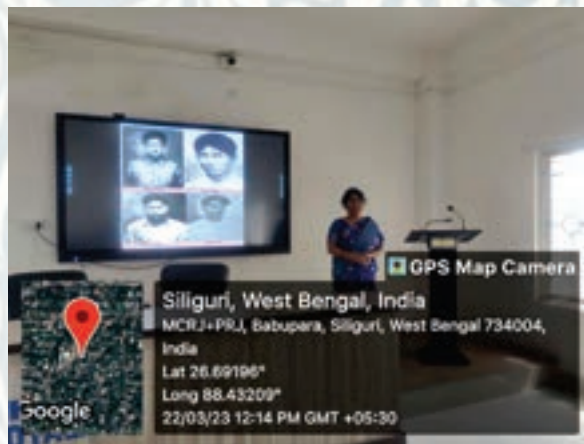 GPS Map Camera
Siliguri, West Bengal, India
MCRJ+PRJ, Babupara, Siliguri, West Bengal 734004,
India
Lat 26.69196°
Long 88.43209°
22/03/23 12:14 PM GMT +05:30
Google